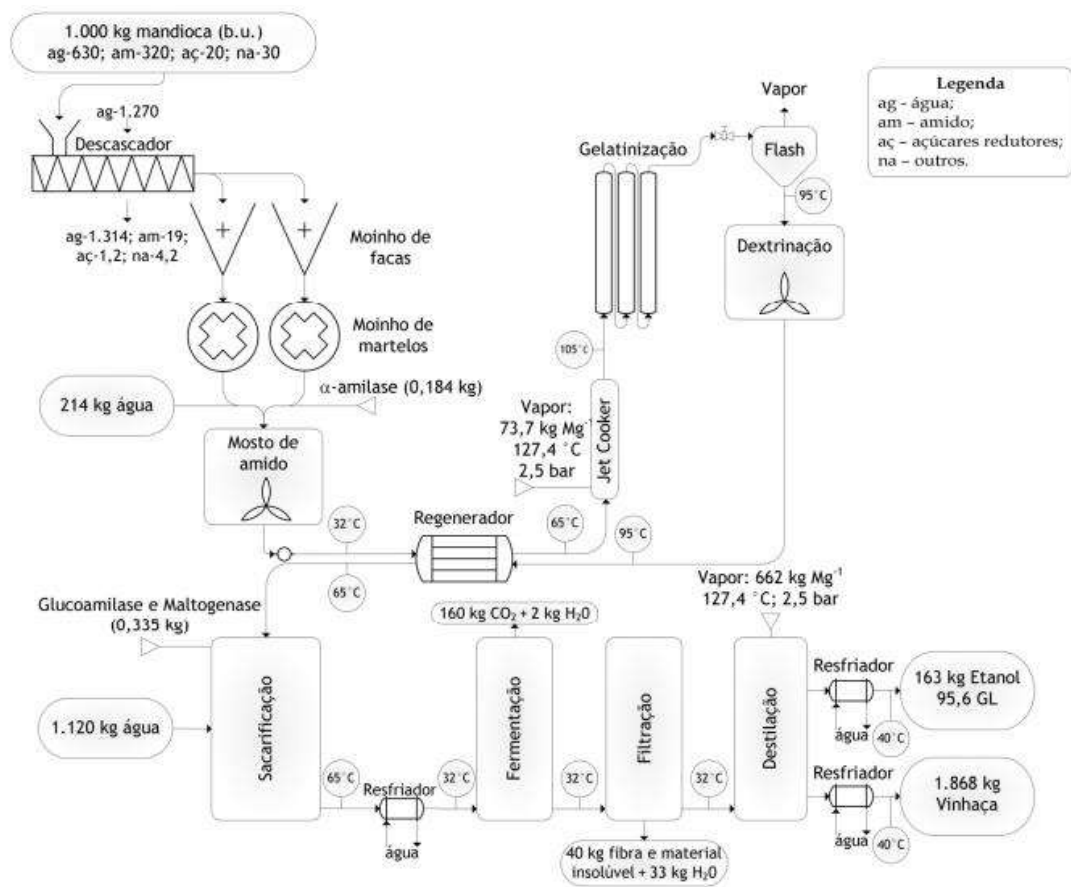 1.000 kg mandioca (b.u.)
ag-630; am-320; aç-20; na-30
ag-1.270
Descascador
ag-1.314; am-19;
aç-1,2; na-4,2
Moinho de
facas
Moinho de
martelos
214 kg água
α-amilase (0,184 kg)
Mosto de
amido
Vapor
Gelatinização
Flash
95°C
Dextrinação
Legenda
ag - água;
am – amido;
aç – açúcares redutores;
na – outros.
105°C
Vapor:
73,7 kg Mg⁻¹
127,4 °C
2,5 bar
Jet Cooker
32°C
Regenerador
65°C
95°C
65°C
Glucoamilase e Maltogenase
(0,335 kg)
160 kg CO₂ + 2 kg H₂0
Vapor: 662 kg Mg⁻¹
127,4 °C; 2,5 bar
1.120 kg água
Sacarificação
65°C
Resfriador
água
32°C
Fermentação
32°C
Filtração
32°C
Destilação
Resfriador
água
40°C
163 kg Etanol
95,6 GL
Resfriador
água
40°C
1.868 kg
Vinhaça
40 kg fibra e material
insolúvel + 33 kg H₂0